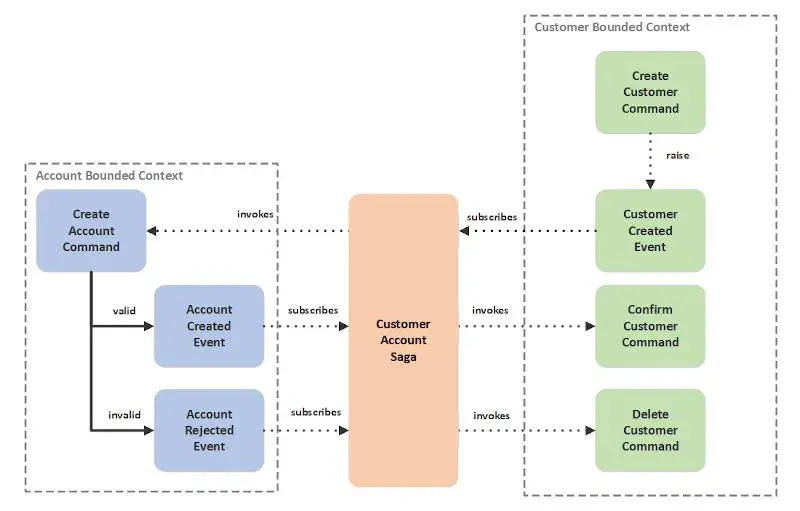 Customer Bounded Context
Create
Customer
Command
raise
Account Bounded Context
Create
Account
Command
invokes
subscribes
Customer
Created
Event
valid
Account
Created
Event
subscribes
Customer
Account
Saga
invokes
Confirm
Customer
Command
invalid
Account
Rejected
Event
subscribes
invokes
Delete
Customer
Command